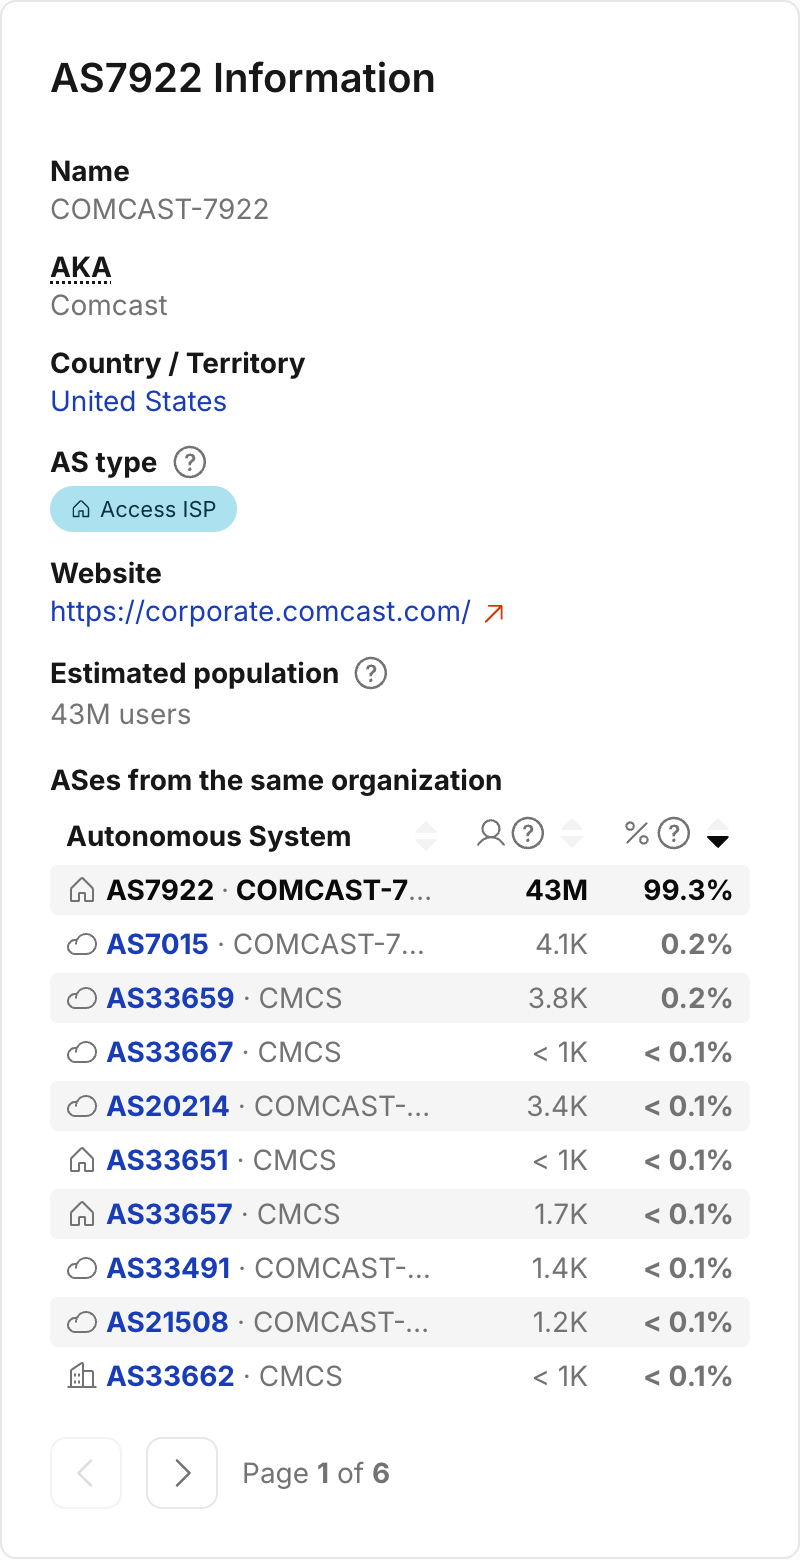 AS7922 Information
Name
COMCAST-7922
AKA
Comcast
Country / Territory
United States
AS type ?
Access ISP
Website
https://corporate.comcast.com/
Estimated population ?
43M users
ASes from the same organization
Autonomous System ? % ?
AS7922 · COMCAST-7... 43M 99.3%
AS7015 · COMCAST-7... 4.1K 0.2%
AS33659 · CMCS 3.8K 0.2%
AS33667 · CMCS < 1K < 0.1%
AS20214 · COMCAST-... 3.4K < 0.1%
AS33651 · CMCS < 1K < 0.1%
AS33657 · CMCS 1.7K < 0.1%
AS33491 · COMCAST-... 1.4K < 0.1%
AS21508 · COMCAST-... 1.2K < 0.1%
AS33662 · CMCS < 1K < 0.1%
Page 1 of 6